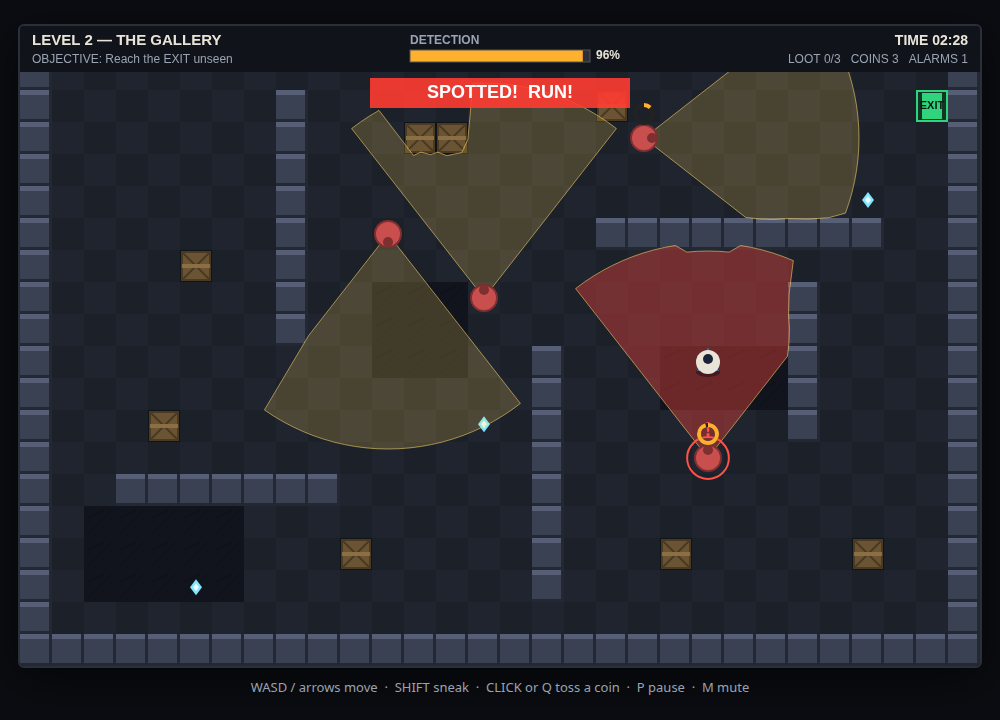 LEVEL 2 — THE GALLERY
OBJECTIVE: Reach the EXIT unseen
DETECTION
96%
TIME 02:28
LOOT 0/3 COINS 3 ALARMS 1
SPOTTED! RUN!
EXIT
WASD / arrows move · SHIFT sneak · CLICK or Q toss a coin · P pause · M mute